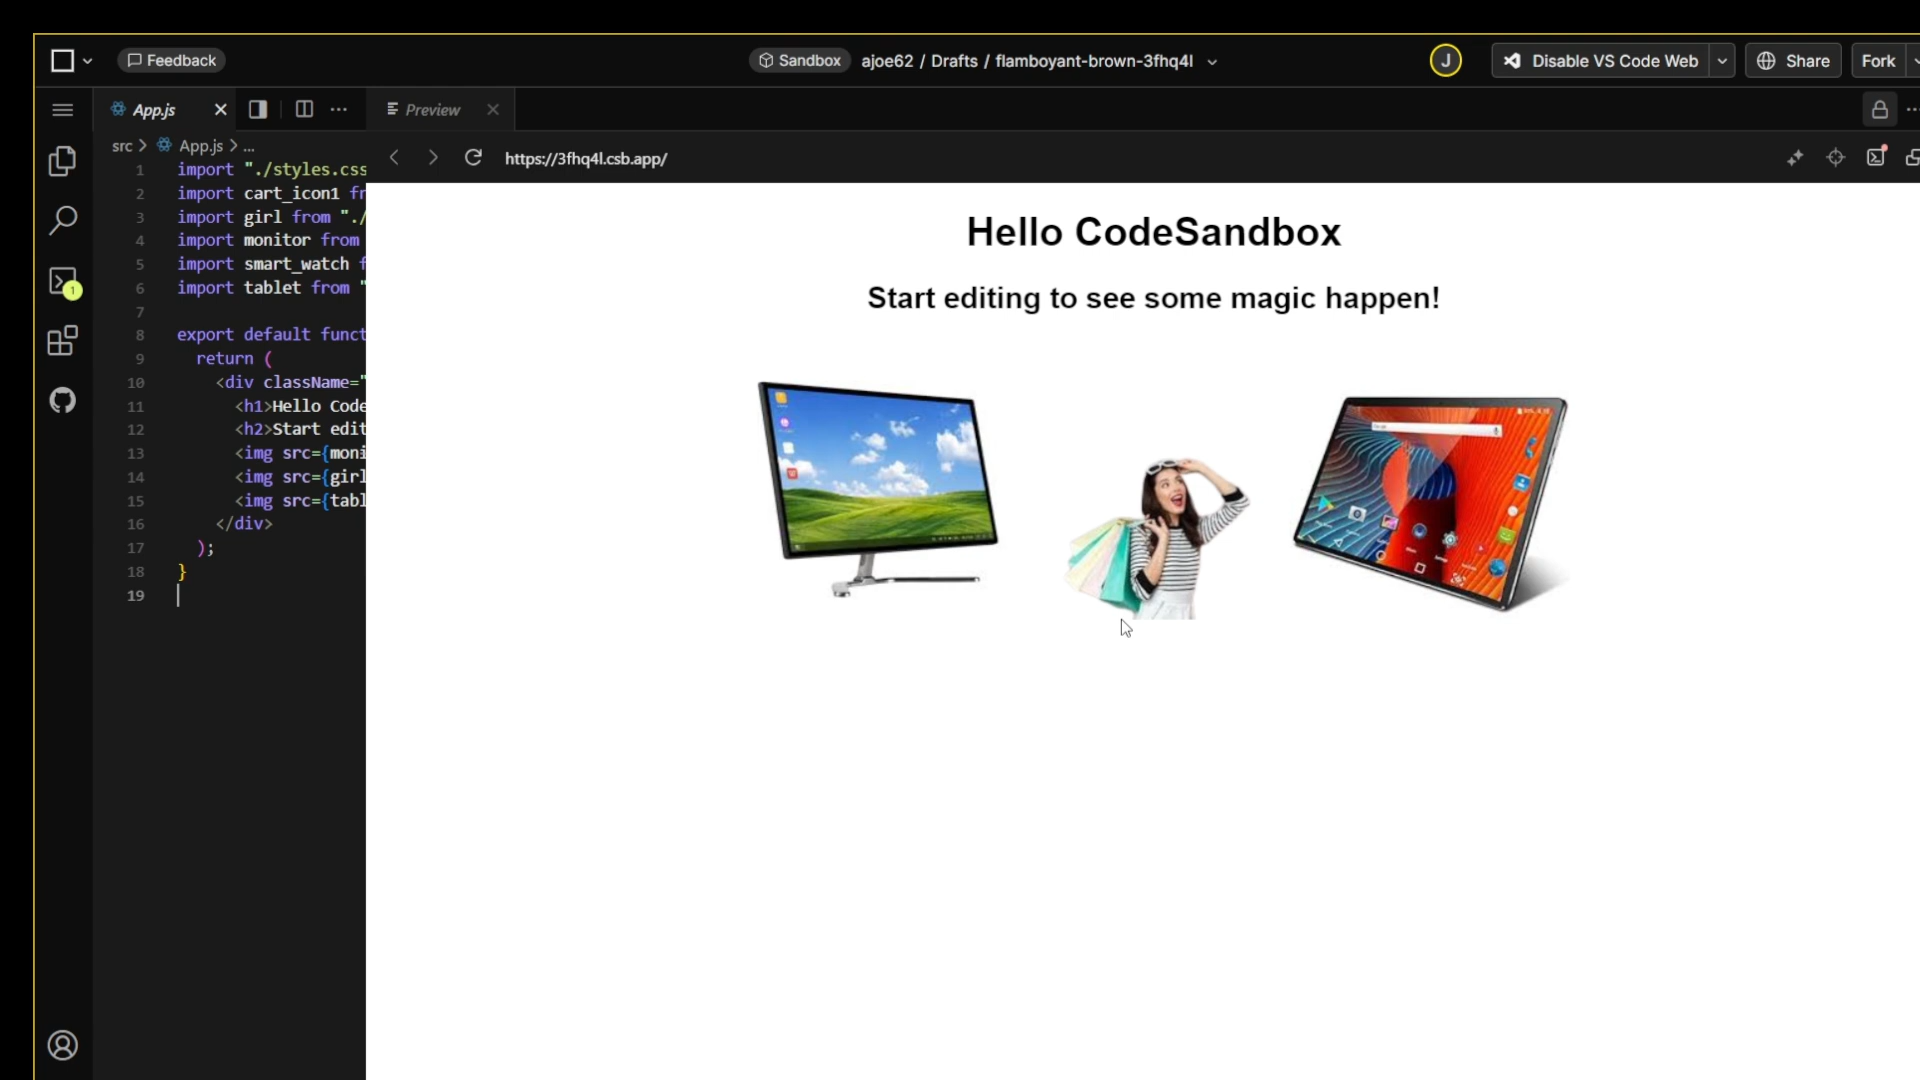 Feedback
Sandbox ajoe62 / Drafts / flamboyant-brown-3fhq4l
J
Disable VS Code Web
Share
Fork
App.js
Preview
src > App.js > ...
https://3fhq4l.csb.app/
1 import "./styles.css
2 import cart_icon1 fr
3 import girl from "./
4 import monitor from
5 import smart_watch f
6 import tablet from "
7
8 export default funct
9 return (
10 <div className="
11 <h1>Hello Code
12 <h2>Start edit
13 <img src={moni
14 <img src={girl
15 <img src={tabl
16 </div>
17 );
18 }
19
1
Hello CodeSandbox
Start editing to see some magic happen!